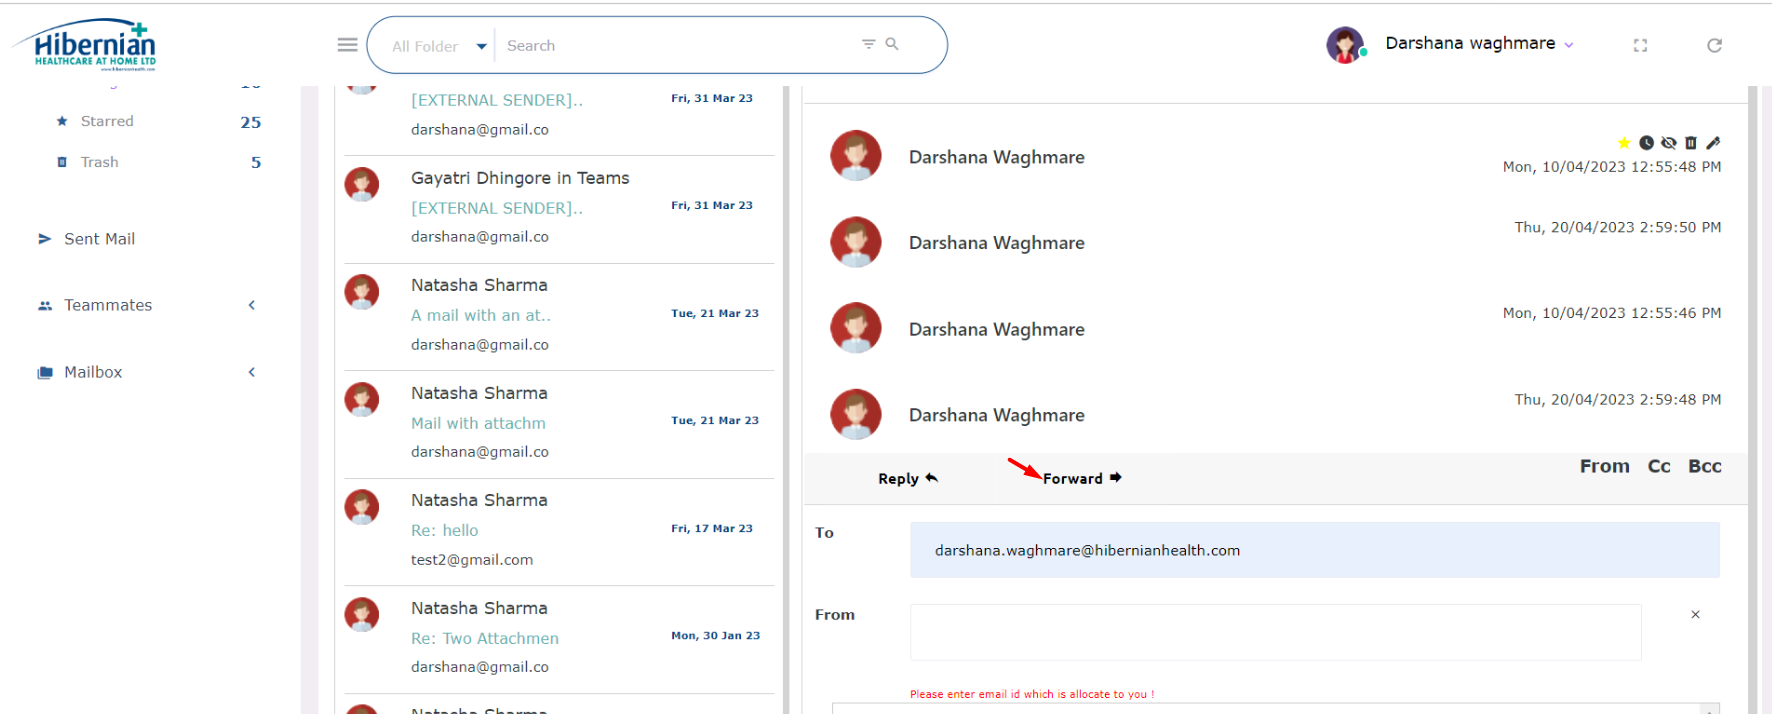 Hibernian
HEALTHCARE AT HOME LTD
www.hibernianhealth.com
All Folder
Search
Darshana waghmare
Starred 25
Trash 5
Sent Mail
Teammates
Mailbox
[EXTERNAL SENDER]..
Fri, 31 Mar 23
darshana@gmail.co
Gayatri Dhingore in Teams
[EXTERNAL SENDER]..
Fri, 31 Mar 23
darshana@gmail.co
Natasha Sharma
A mail with an at..
Tue, 21 Mar 23
darshana@gmail.co
Natasha Sharma
Mail with attachm
Tue, 21 Mar 23
darshana@gmail.co
Natasha Sharma
Re: hello
Fri, 17 Mar 23
test2@gmail.com
Natasha Sharma
Re: Two Attachmen
Mon, 30 Jan 23
darshana@gmail.co
Natasha Sharma
Darshana Waghmare
Mon, 10/04/2023 12:55:48 PM
Darshana Waghmare
Thu, 20/04/2023 2:59:50 PM
Darshana Waghmare
Mon, 10/04/2023 12:55:46 PM
Darshana Waghmare
Thu, 20/04/2023 2:59:48 PM
Reply
Forward
From Cc Bcc
To
darshana.waghmare@hibernianhealth.com
From
×
Please enter email id which is allocate to you !